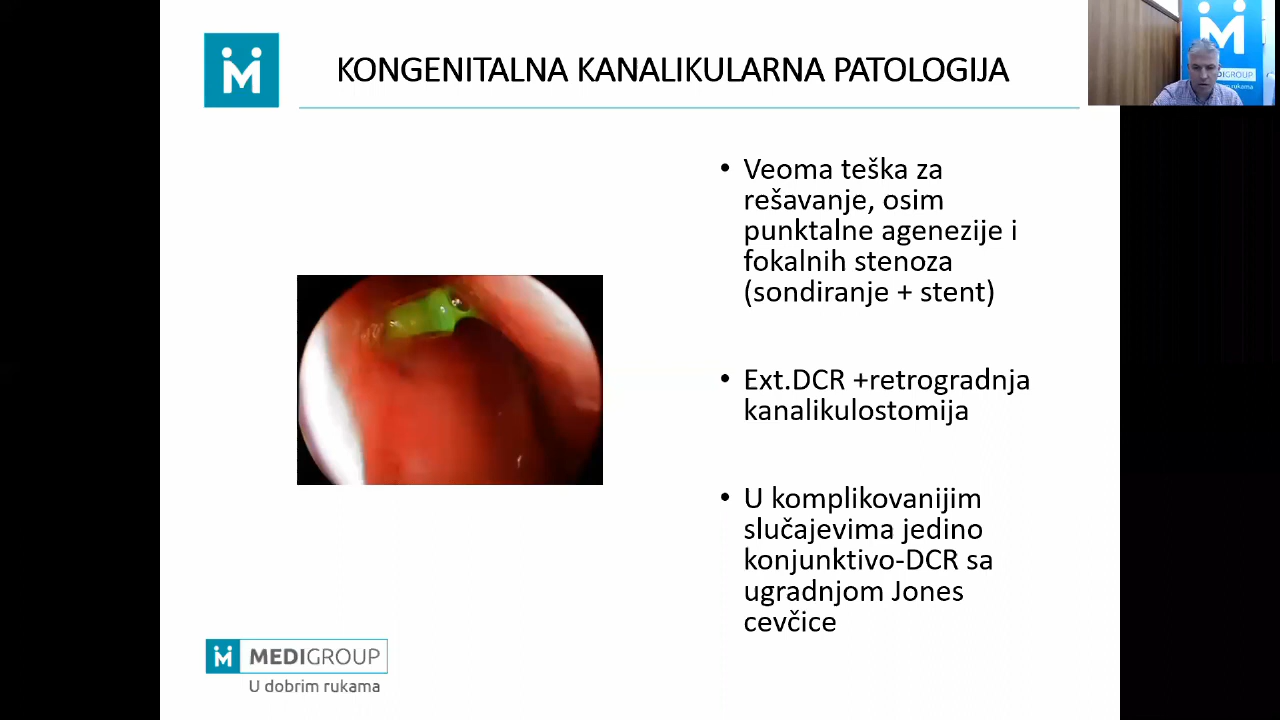 KONGENITALNA KANALIKULARNA PATOLOGIJA
• Veoma teška za
rešavanje, osim
punktalne agenezije i
fokalnih stenoza
(sondiranje + stent)
• Ext.DCR +retrogradnja
kanalikulostomija
• U komplikovanijim
slučajevima jedino
konjunktivo-DCR sa
ugradnjom Jones
cevčice
MEDIGROUP
U dobrim rukama